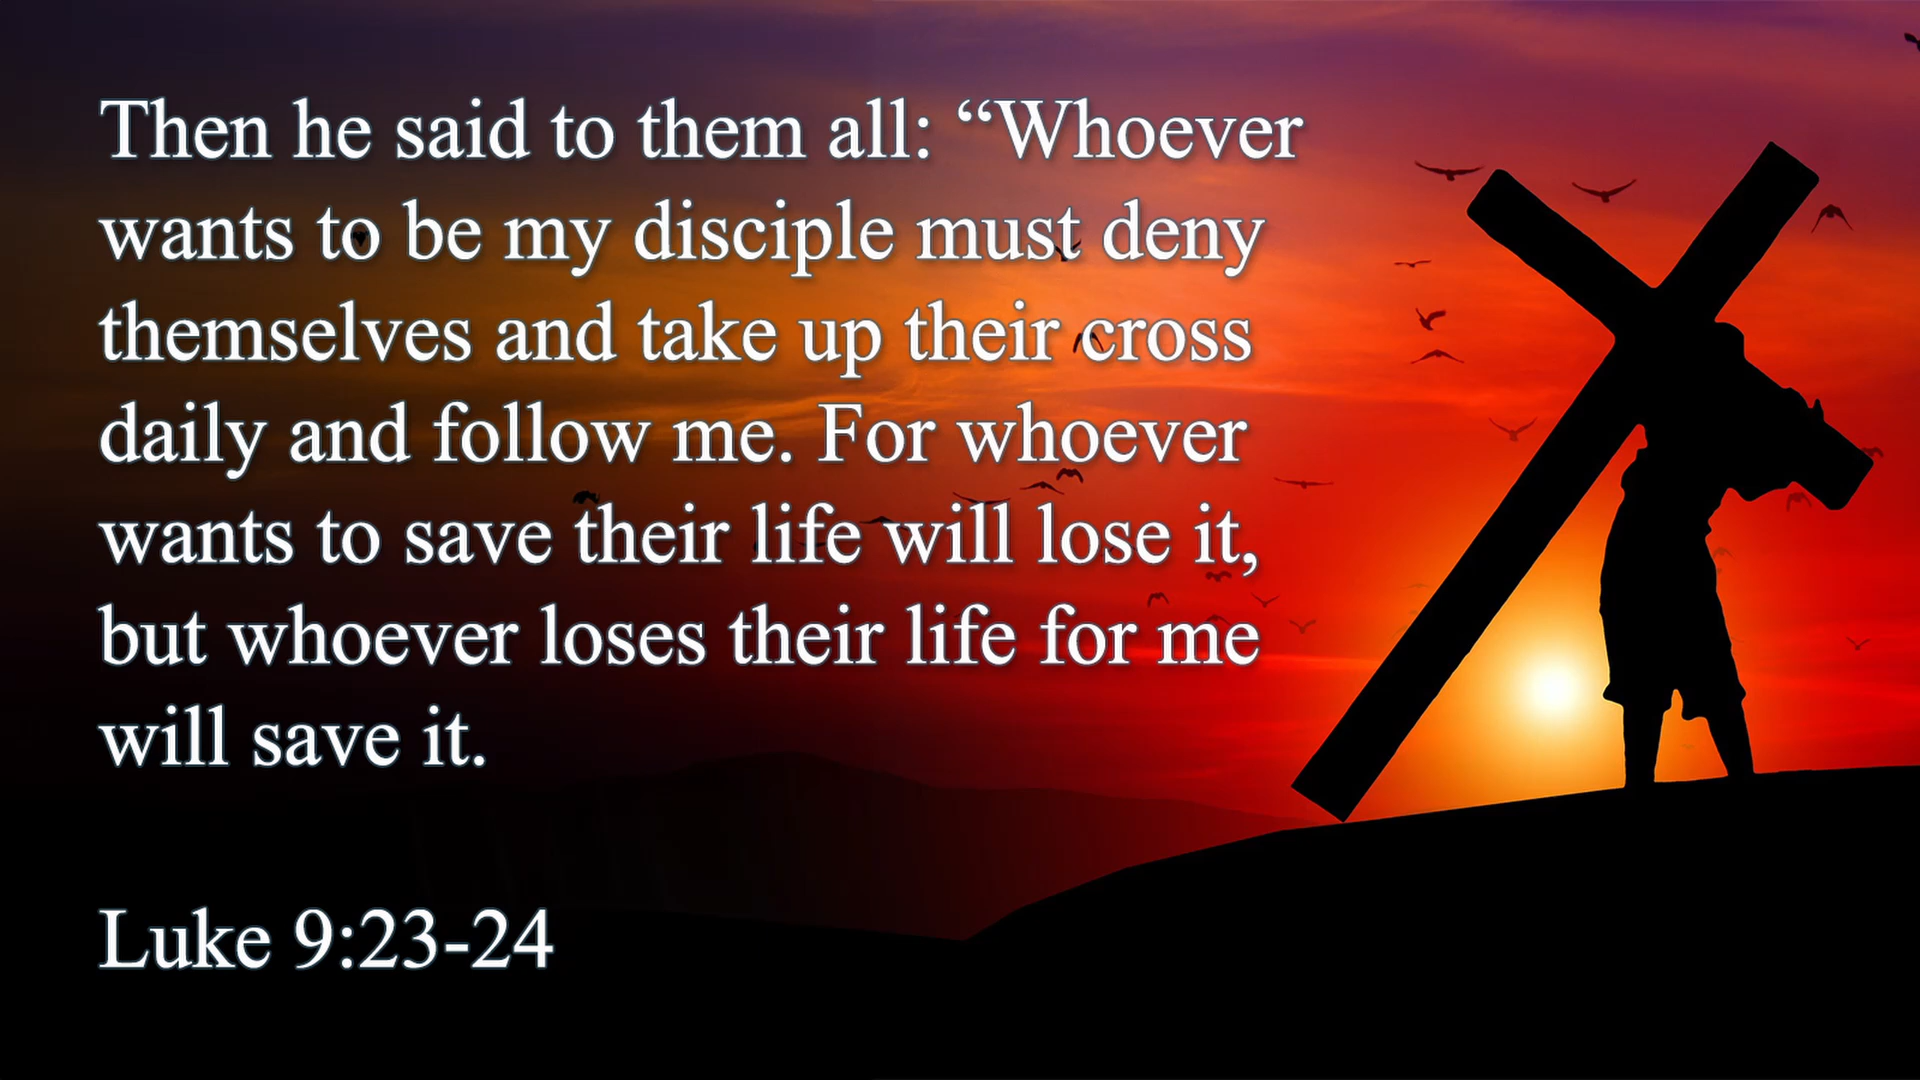 Then he said to them all: “Whoever
wants to be my disciple must deny
themselves and take up their cross
daily and follow me. For whoever
wants to save their life will lose it,
but whoever loses their life for me
will save it.
Luke 9:23-24